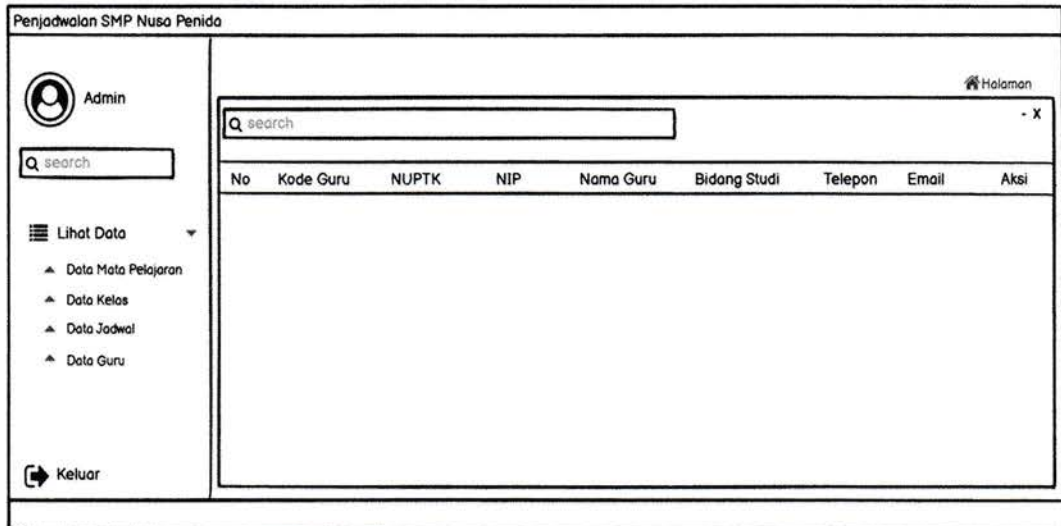 Penjadwalan SMP Nusa Penida
Admin
search
Lihat Data
Data Mata Pelajaran
Data Kelas
Data Jadwal
Data Guru
Keluar
Halaman
search
- X
No Kode Guru NUPTK NIP Nama Guru Bidang Studi Telepon Email Aksi